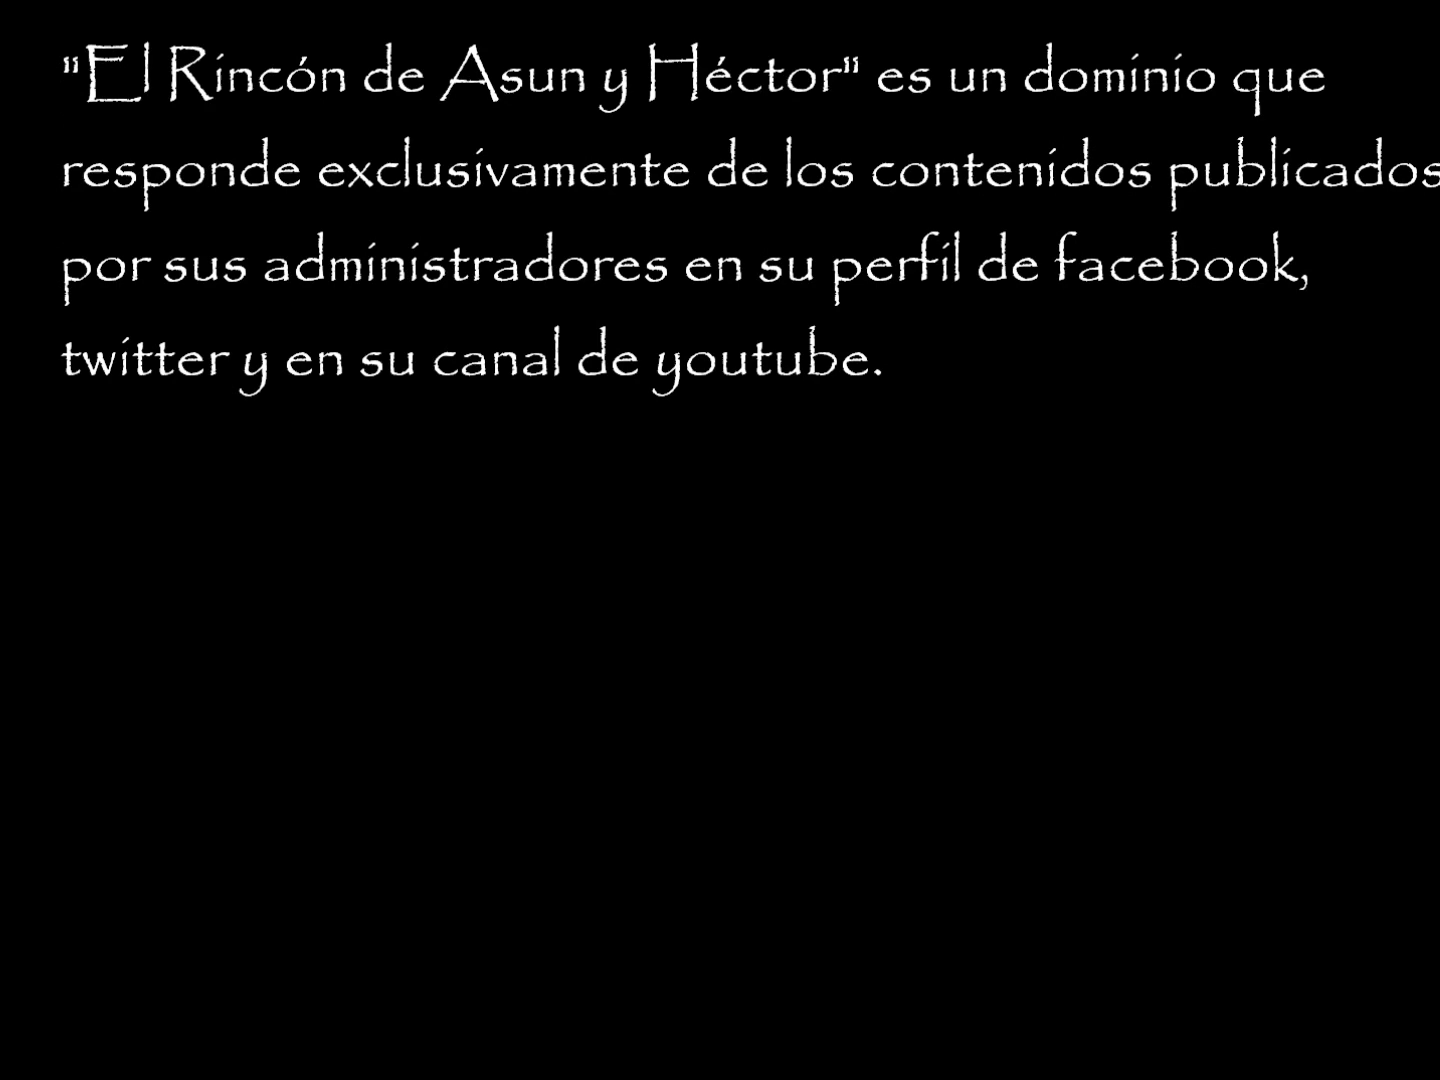 "El Rincón de Asun y Héctor" es un dominio que
responde exclusivamente de los contenidos publicados
por sus administradores en su perfil de facebook,
twitter y en su canal de youtube.